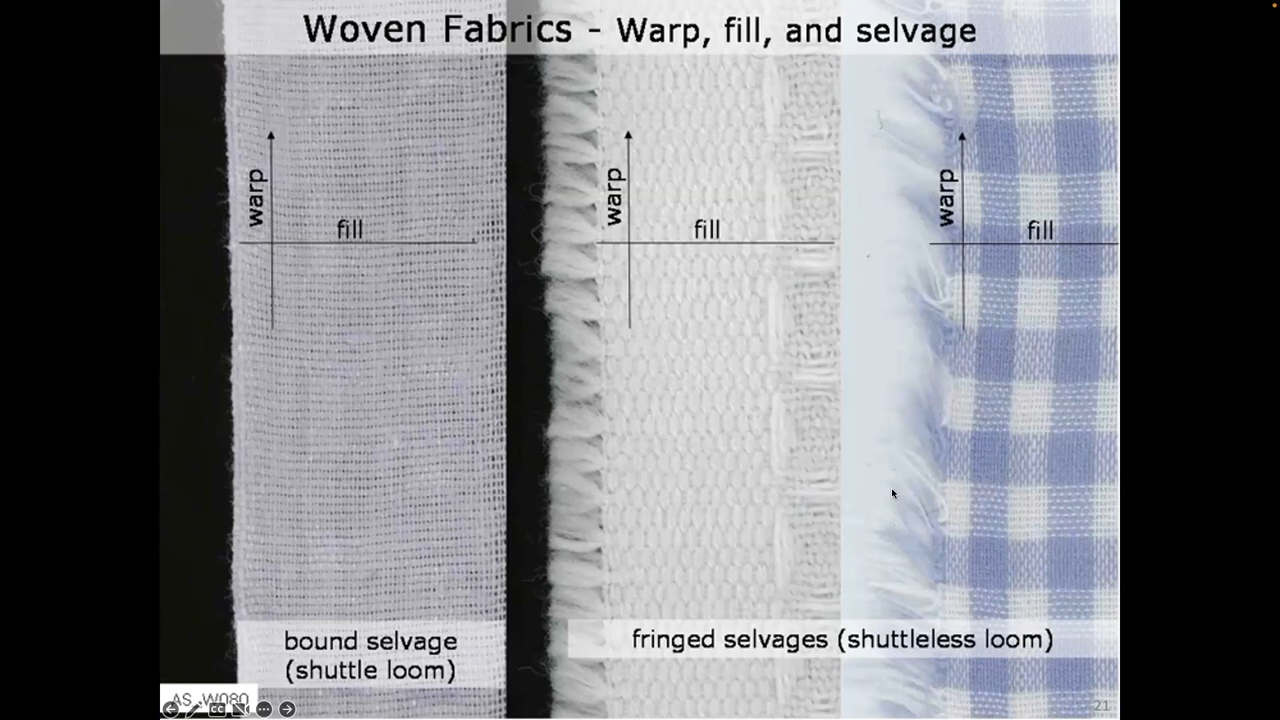 Woven Fabrics - Warp, fill, and selvage
warp
fill
warp
fill
warp
fill
bound selvage
(shuttle loom)
fringed selvages (shuttleless loom)
21